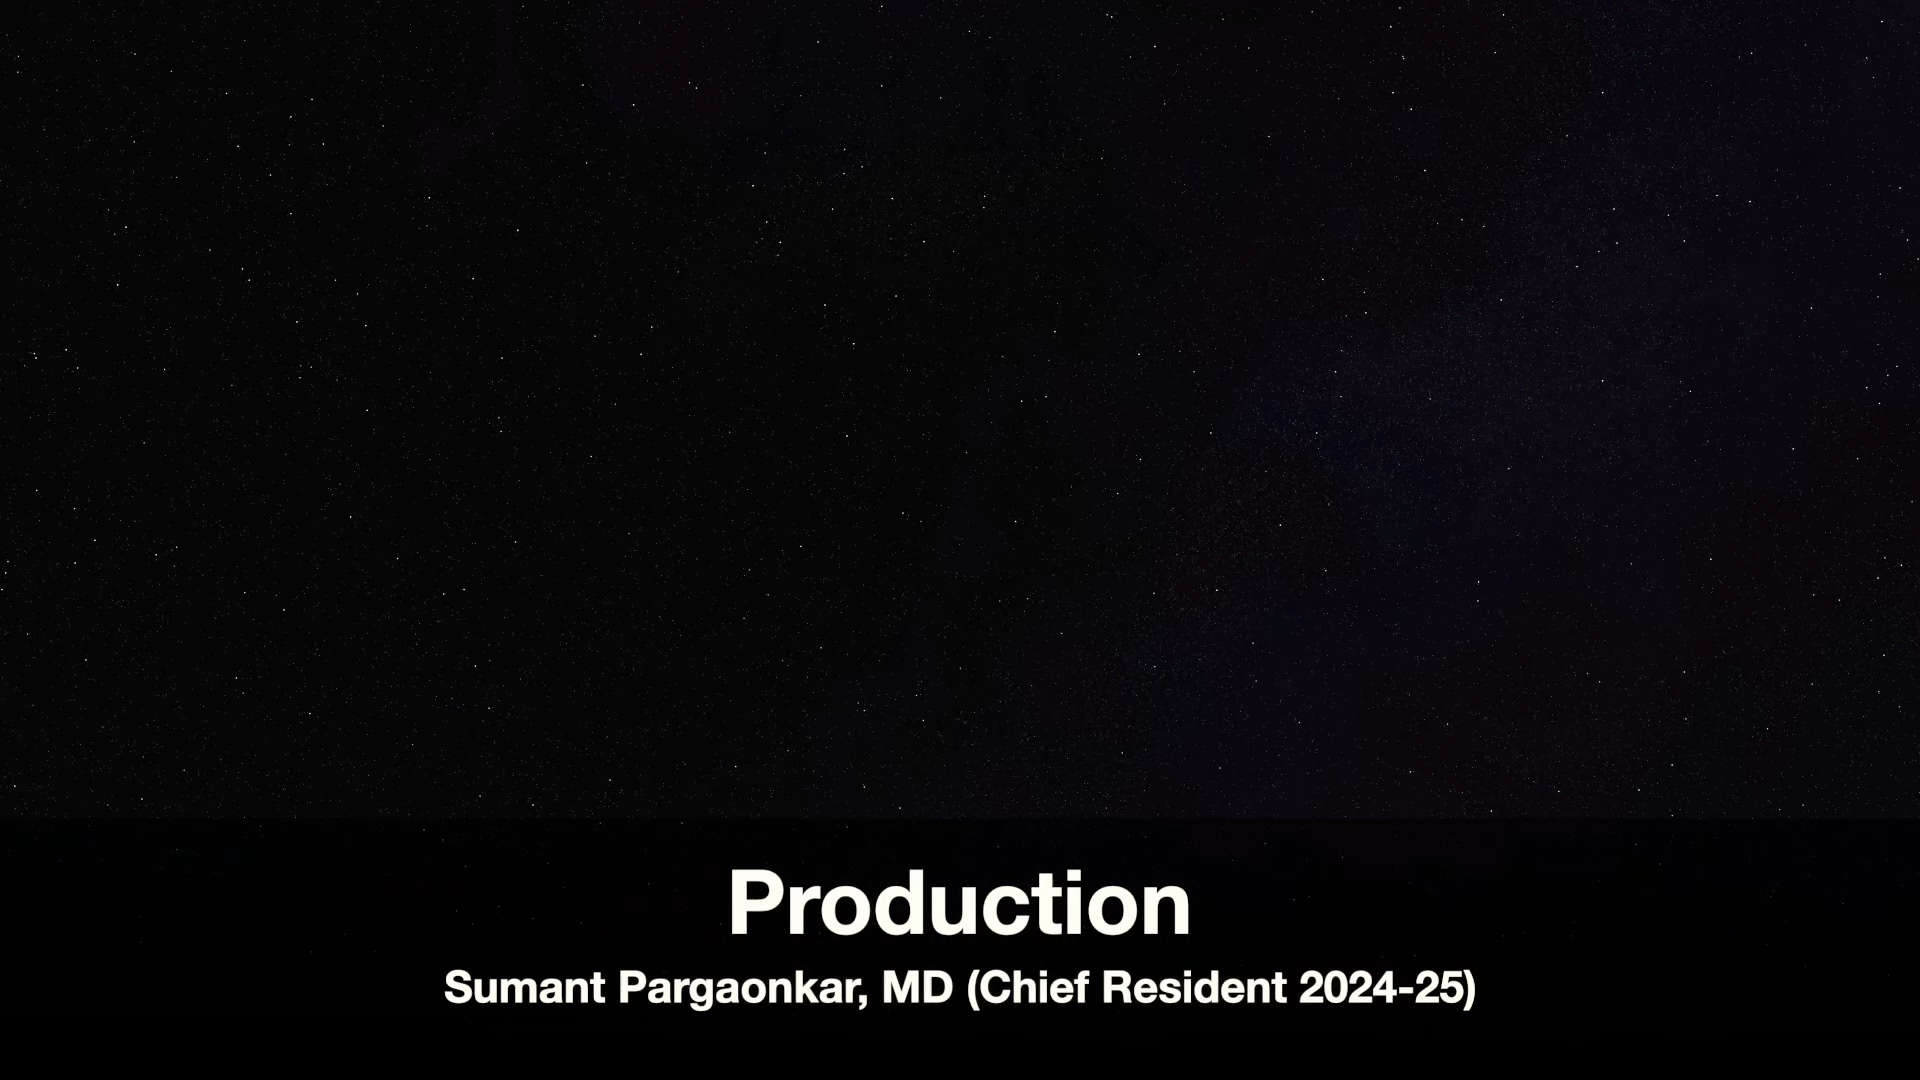 Production
Sumant Pargaonkar, MD (Chief Resident 2024-25)